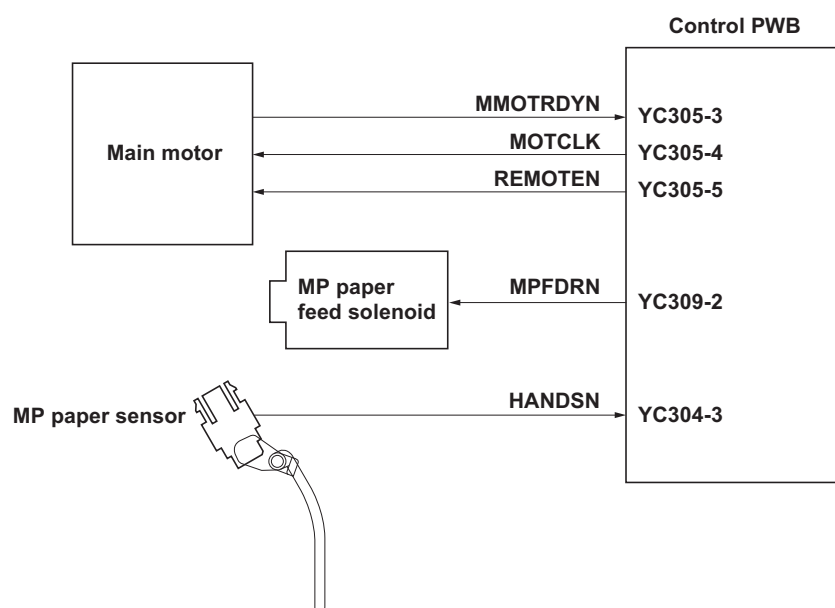 Control PWB
Main motor
MMOTRDYN
YC305-3
MOTCLK
YC305-4
REMOTEN
YC305-5
MP paper
feed solenoid
MPFDRN
YC309-2
MP paper sensor
HANDSN
YC304-3